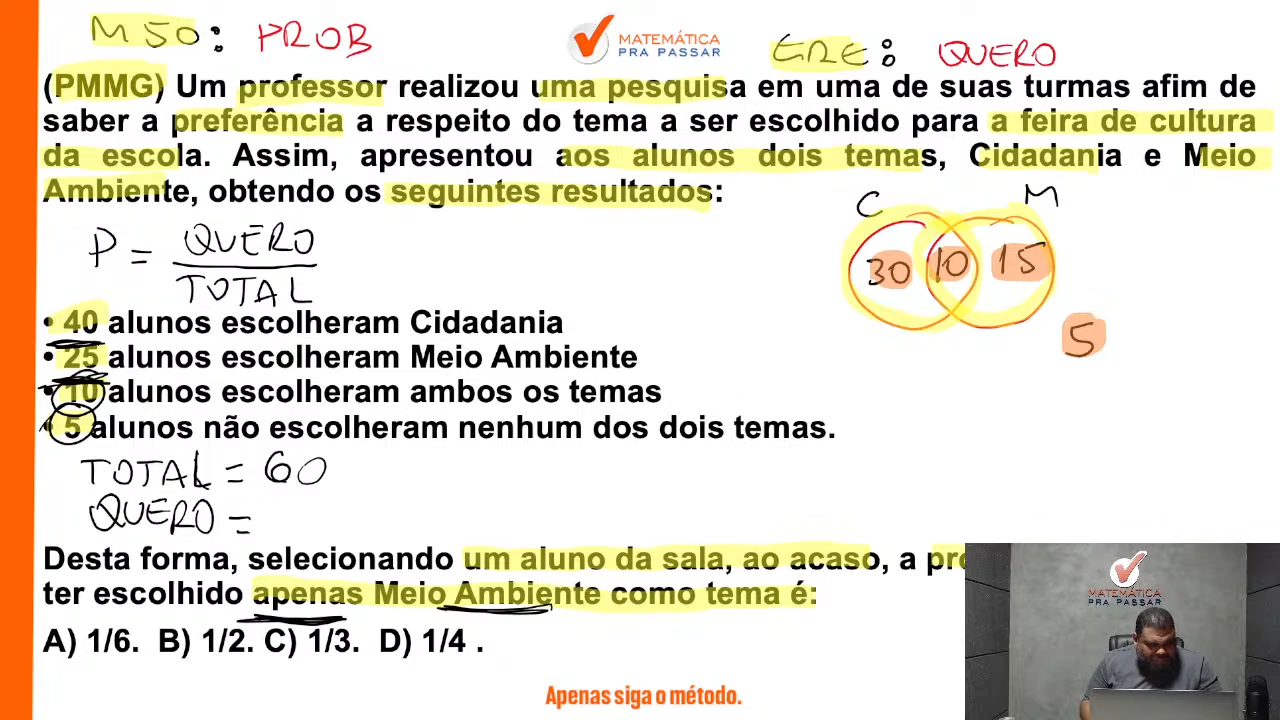 M50: PROB
MATEMÁTICA
PRA PASSAR
GRE: QUERO
(PMMG) Um professor realizou uma pesquisa em uma de suas turmas afim de
saber a preferência a respeito do tema a ser escolhido para a feira de cultura
da escola. Assim, apresentou aos alunos dois temas, Cidadania e Meio
Ambiente, obtendo os seguintes resultados:
C M
P = QUERO
TOTAL
30 10 15
• 40 alunos escolheram Cidadania
5
• 25 alunos escolheram Meio Ambiente
• 10 alunos escolheram ambos os temas
• 5 alunos não escolheram nenhum dos dois temas.
TOTAL = 60
QUERO =
Desta forma, selecionando um aluno da sala, ao acaso, a
ter escolhido apenas Meio Ambiente como tema é:
MATEMÁTICA
PRA PASSAR
A) 1/6. B) 1/2. C) 1/3. D) 1/4 .
Apenas siga o método.